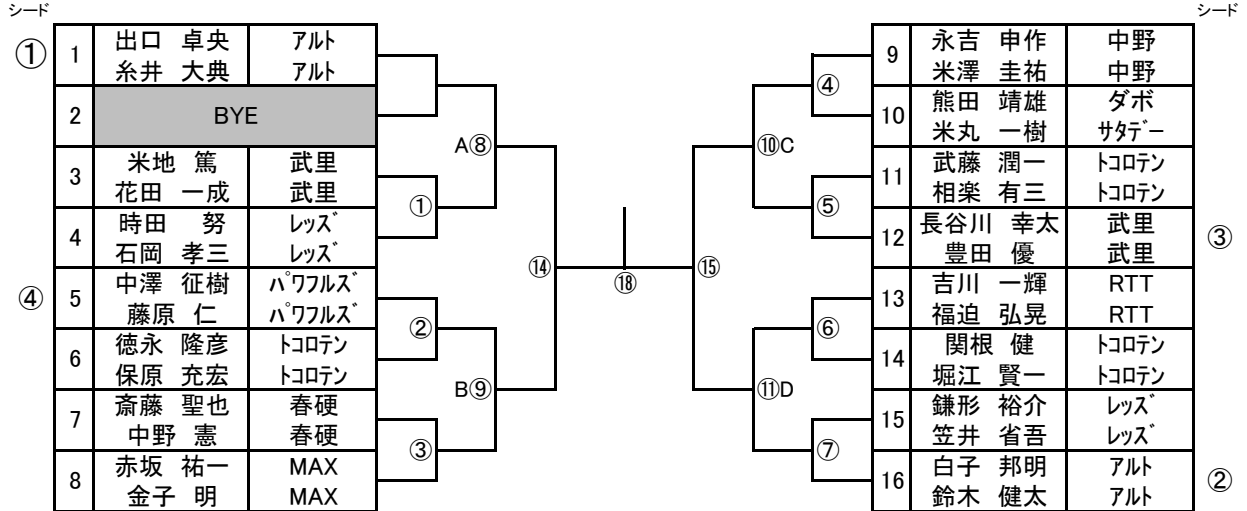 シード
シード
① 1 出口 卓央 アルト
糸井 大典 アルト
2 BYE
3 米地 篤 武里
花田 一成 武里
4 時田 努 レッズ
石岡 孝三 レッズ
④ 5 中澤 征樹 パワフルズ
藤原 仁 パワフルズ
6 徳永 隆彦 トコロテン
保原 充宏 トコロテン
7 斎藤 聖也 春硬
中野 憲 春硬
8 赤坂 祐一 MAX
金子 明 MAX
A⑧
①
②
B⑨
③
⑭
⑱
⑮
④
⑩C
⑤
⑥
⑪D
⑦
9 永吉 申作 中野
米澤 圭祐 中野
10 熊田 靖雄 ダボ
米丸 一樹 サタデー
11 武藤 潤一 トコロテン
相楽 有三 トコロテン
12 長谷川 幸太 武里 ③
豊田 優 武里
13 吉川 一輝 RTT
福迫 弘晃 RTT
14 関根 健 トコロテン
堀江 賢一 トコロテン
15 鎌形 裕介 レッズ
笠井 省吾 レッズ
16 白子 邦明 アルト ②
鈴木 健太 アルト